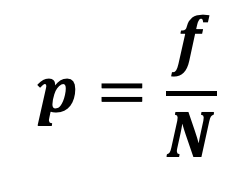 p = f/N